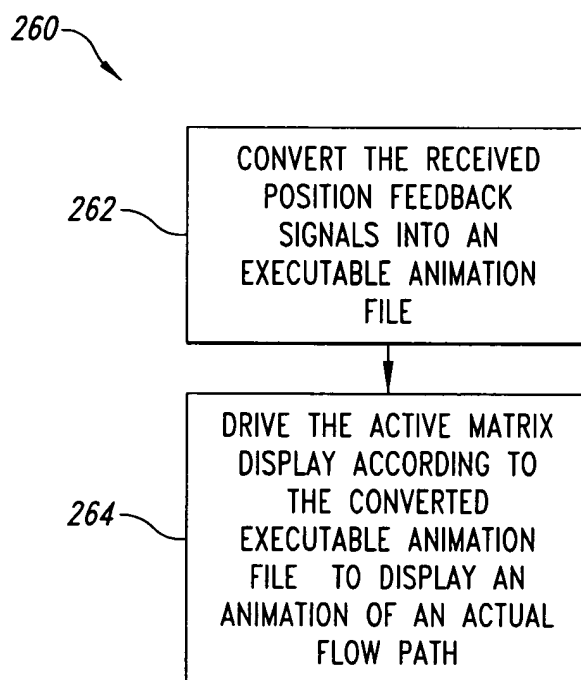 260
262
CONVERT THE RECEIVED
POSITION FEEDBACK
SIGNALS INTO AN
EXECUTABLE ANIMATION
FILE
264
DRIVE THE ACTIVE MATRIX
DISPLAY ACCORDING TO
THE CONVERTED
EXECUTABLE ANIMATION
FILE TO DISPLAY AN
ANIMATION OF AN ACTUAL
FLOW PATH